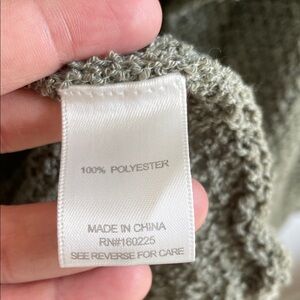 100% POLYESTER
MADE IN CHINA
RN#160225
SEE REVERSE FOR CARE